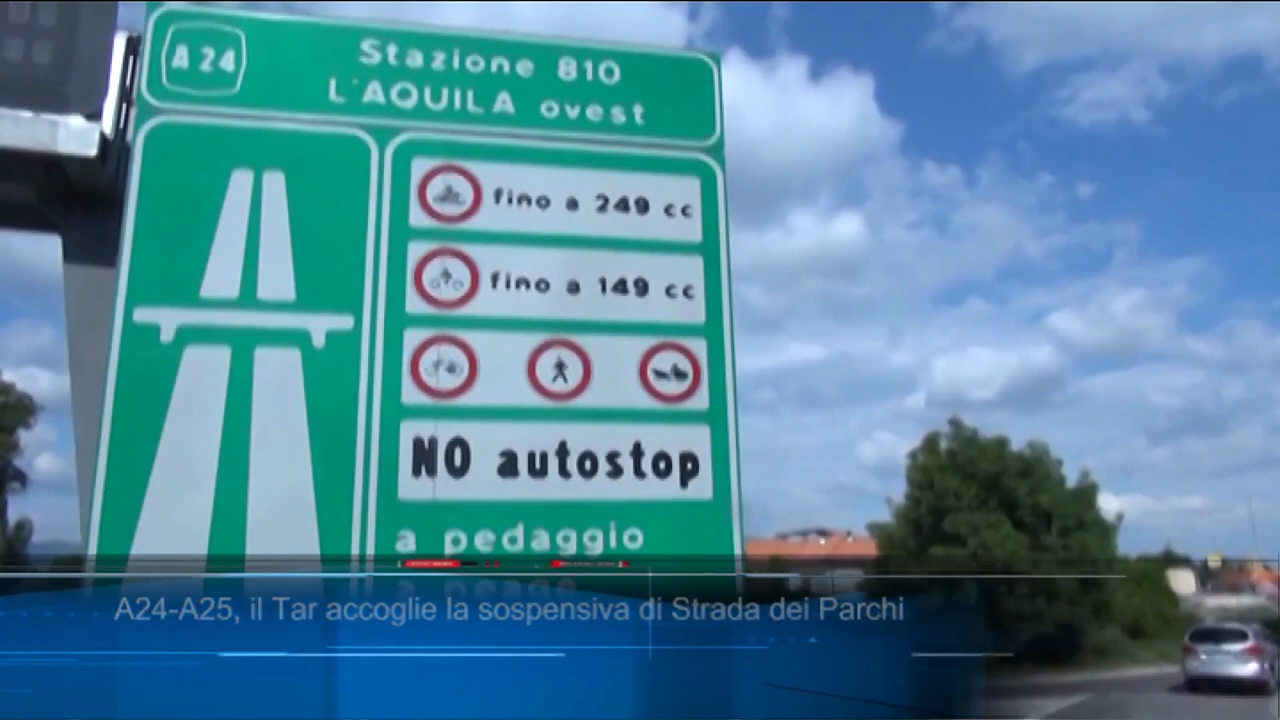 A 24
Stazione 810
L'AQUILA ovest
fino a 249 cc
fino a 149 cc
NO autostop
a pedaggio
A24-A25, il Tar accoglie la sospensiva di Strada dei Parchi